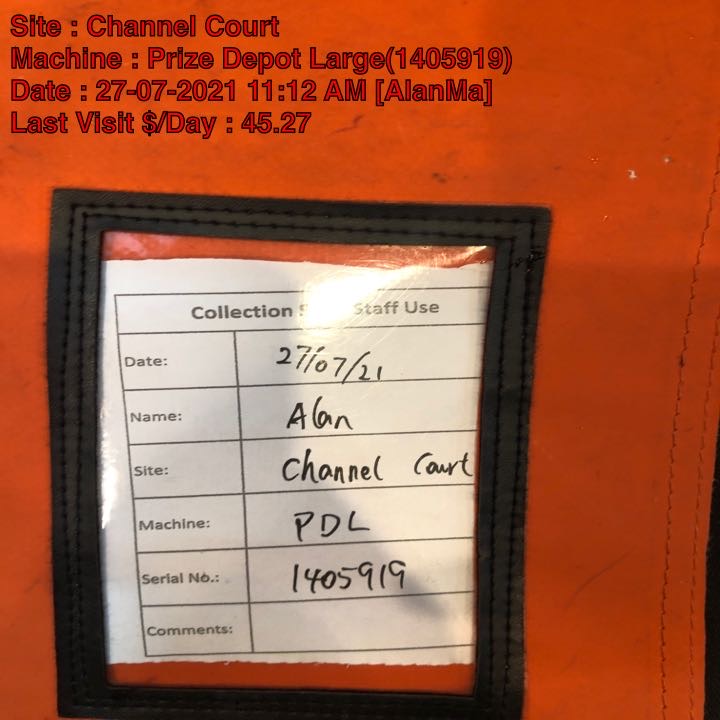 Site : Channel Court
Machine : Prize Depot Large(1405919)
Date : 27-07-2021 11:12 AM [AlanMa]
Last Visit $/Day : 45.27
Collection Staff Use
Date: 27/07/21
Name: Alan
Site: Channel Court
Machine: PDL
Serial No.: 1405919
Comments: